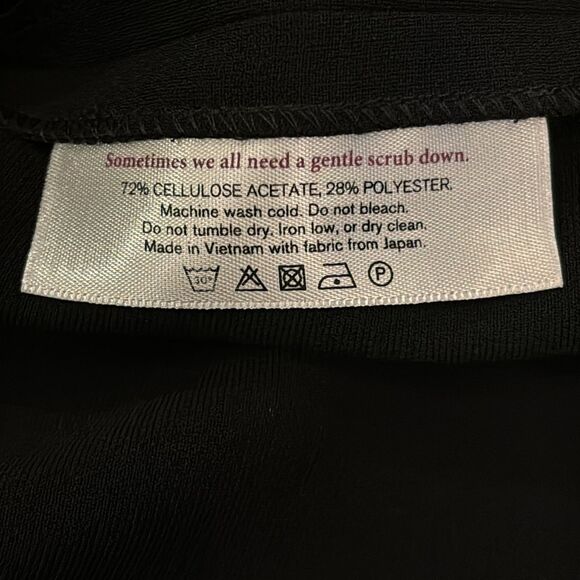 Sometimes we all need a gentle scrub down.
72% CELLULOSE ACETATE, 28% POLYESTER.
Machine wash cold. Do not bleach.
Do not tumble dry. Iron low, or dry clean.
Made in Vietnam with fabric from Japan.
30° P